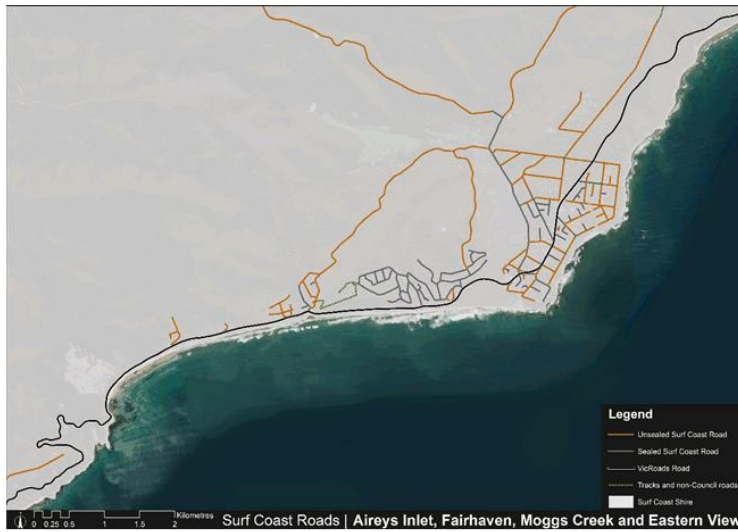 Legend
Unsealed Surf Coast Road
Sealed Surf Coast Road
VicRoads Road
Tracks and non-Council roads
Surf Coast Shire
Kilometres
0 0.25 0.5 1 1.5 2
Surf Coast Roads | Aireys Inlet, Fairhaven, Moggs Creek and Eastern View